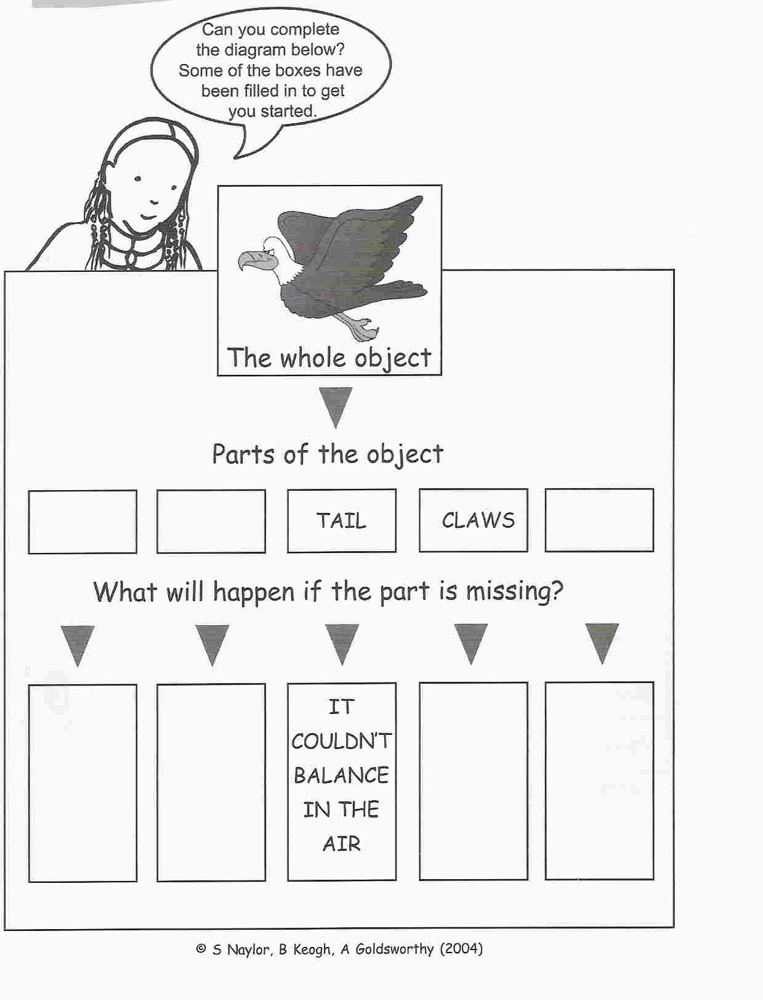 Can you complete
the diagram below?
Some of the boxes have
been filled in to get
you started.
The whole object
Parts of the object
TAIL
CLAWS
What will happen if the part is missing?
IT
COULDN'T
BALANCE
IN THE
AIR
© S Naylor, B Keogh, A Goldsworthy (2004)